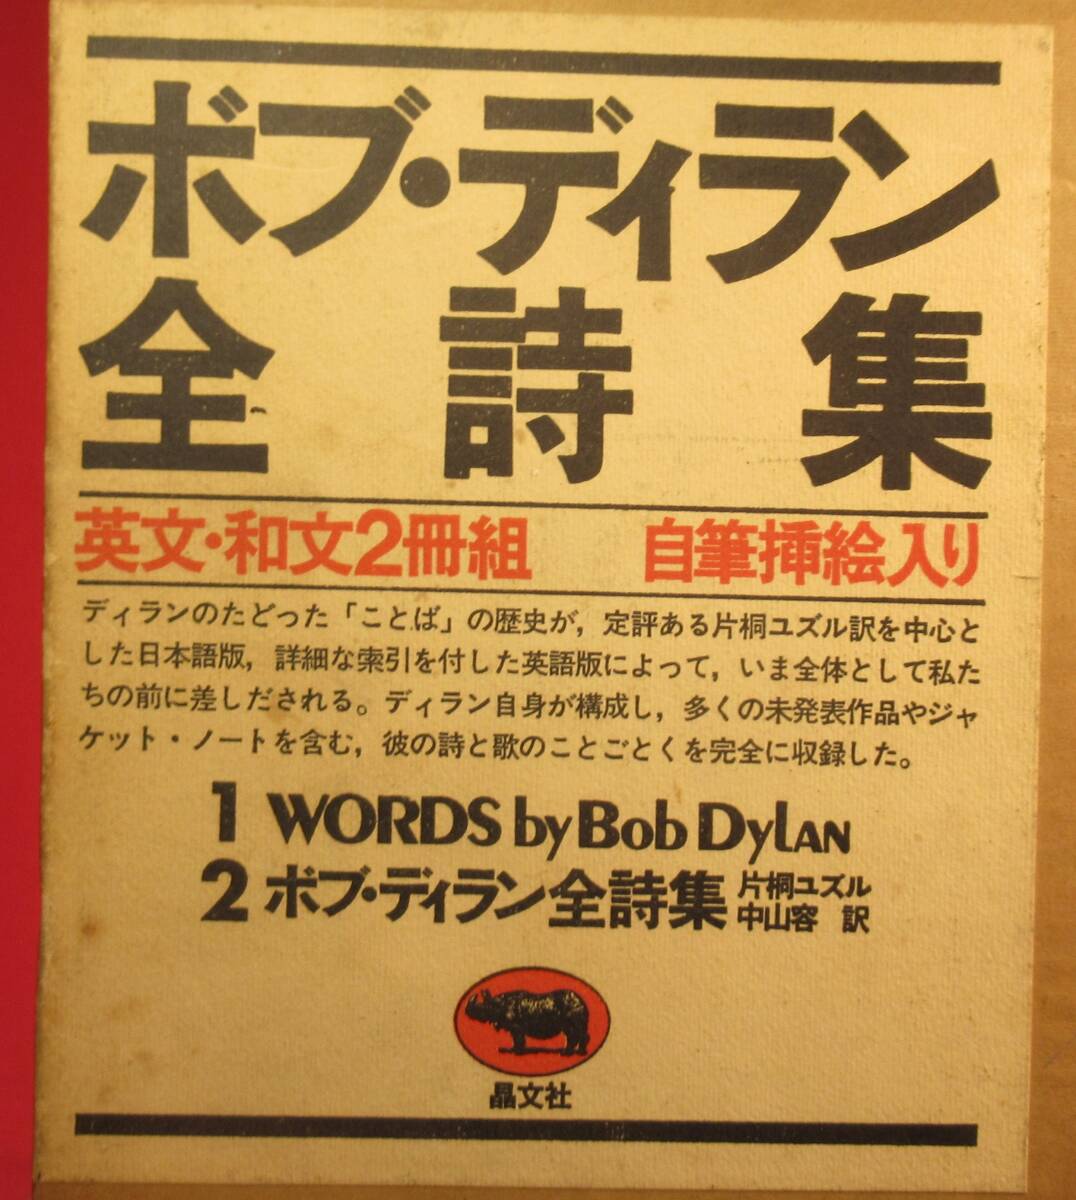 ボブ・ディラン
全詩集
英文・和文2冊組 自筆挿絵入り
ディランのたどった「ことば」の歴史が，定評ある片桐ユズル訳を中心と
した日本語版，詳細な索引を付した英語版によって，いま全体として私た
ちの前に差しだされる。ディラン自身が構成し，多くの未発表作品やジャ
ケット・ノートを含む，彼の詩と歌のことごとくを完全に収録した。
1 WORDS by Bob Dylan
2 ボブ・ディラン全詩集 片桐ユズル
中山容 訳
晶文社